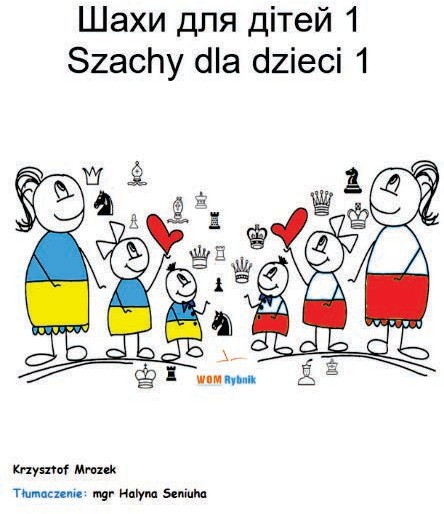 Шахи для дітей 1
Szachy dla dzieci 1
WOM Rybnik
Krzysztof Mrozek
Tłumaczenie: mgr Halyna Seniuha